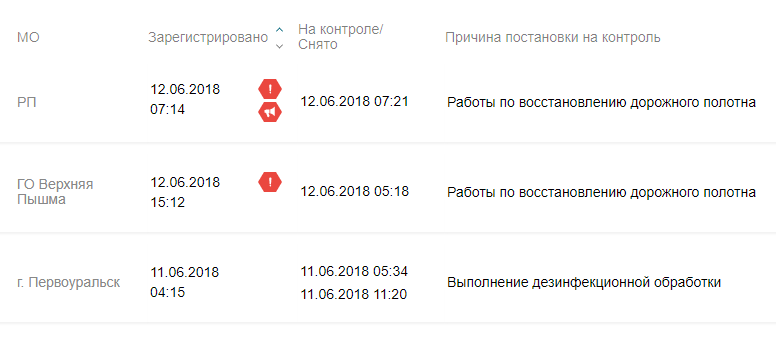 МО
Зарегистрировано
На контроле/
Снято
Причина постановки на контроль
РП
12.06.2018
07:14
!
12.06.2018 07:21
Работы по восстановлению дорожного полотна
ГО Верхняя
Пышма
12.06.2018
15:12
!
12.06.2018 05:18
Работы по восстановлению дорожного полотна
г. Первоуральск
11.06.2018
04:15
11.06.2018 05:34
11.06.2018 11:20
Выполнение дезинфекционной обработки